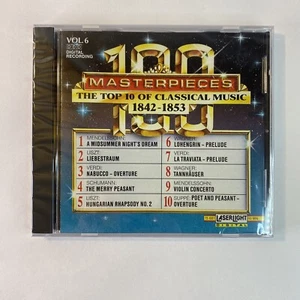 VOL. 6
DDD
DIGITAL RECORDING
100
MASTERPIECES
THE TOP 10 OF CLASSICAL MUSIC
1842-1853
1 MENDELSSOHN:
A MIDSUMMER NIGHT'S DREAM
2 LISZT:
LIEBESTRAUM
3 VERDI:
NABUCCO - OVERTURE
4 SCHUMANN:
THE MERRY PEASANT
5 LISZT:
HUNGARIAN RHAPSODY NO. 2
6 WAGNER:
LOHENGRIN - PRELUDE
7 VERDI:
LA TRAVIATA - PRELUDE
8 WAGNER:
TANNHÄUSER
9 MENDELSSOHN:
VIOLIN CONCERTO
10 SUPPÉ: POET AND PEASANT -
OVERTURE
LASERLIGHT
DIGITAL